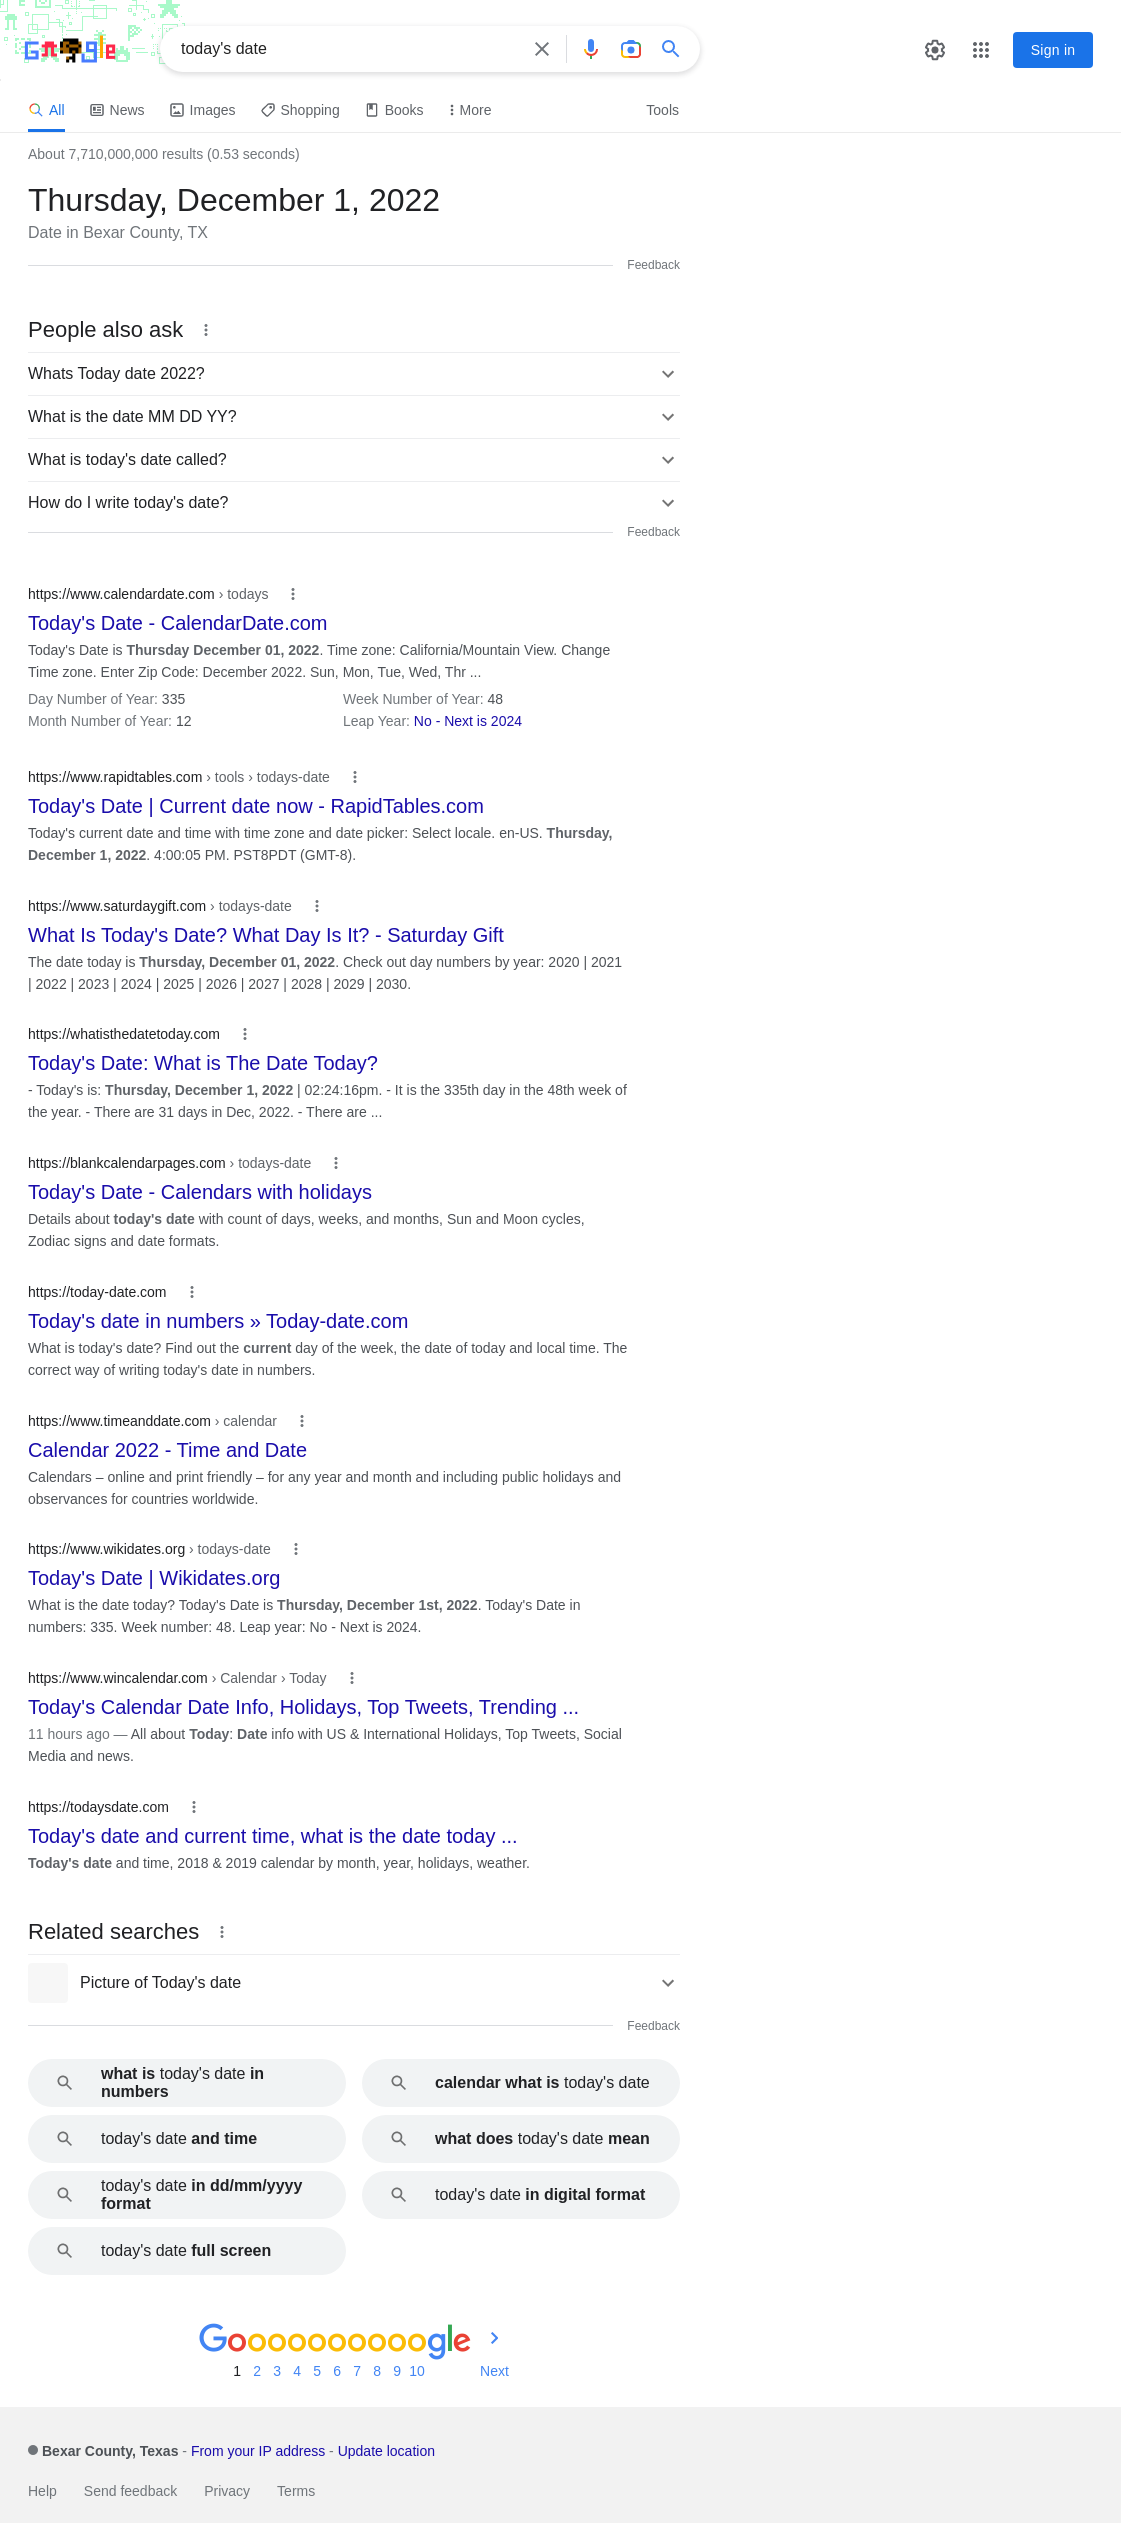 Google
today's date
Sign in
All News Images Shopping Books More Tools
About 7,710,000,000 results (0.53 seconds)
Thursday, December 1, 2022
Date in Bexar County, TX
Feedback
People also ask
Whats Today date 2022?
What is the date MM DD YY?
What is today's date called?
How do I write today's date?
Feedback
https://www.calendardate.com › todays
Today's Date - CalendarDate.com
Today's Date is Thursday December 01, 2022. Time zone: California/Mountain View. Change
Time zone. Enter Zip Code: December 2022. Sun, Mon, Tue, Wed, Thr ...
Day Number of Year: 335 Week Number of Year: 48
Month Number of Year: 12 Leap Year: No - Next is 2024
https://www.rapidtables.com › tools › todays-date
Today's Date | Current date now - RapidTables.com
Today's current date and time with time zone and date picker: Select locale. en-US. Thursday,
December 1, 2022. 4:00:05 PM. PST8PDT (GMT-8).
https://www.saturdaygift.com › todays-date
What Is Today's Date? What Day Is It? - Saturday Gift
The date today is Thursday, December 01, 2022. Check out day numbers by year: 2020 | 2021
| 2022 | 2023 | 2024 | 2025 | 2026 | 2027 | 2028 | 2029 | 2030.
https://whatisthedatetoday.com
Today's Date: What is The Date Today?
- Today's is: Thursday, December 1, 2022 | 02:24:16pm. - It is the 335th day in the 48th week of
the year. - There are 31 days in Dec, 2022. - There are ...
https://blankcalendarpages.com › todays-date
Today's Date - Calendars with holidays
Details about today's date with count of days, weeks, and months, Sun and Moon cycles,
Zodiac signs and date formats.
https://today-date.com
Today's date in numbers » Today-date.com
What is today's date? Find out the current day of the week, the date of today and local time. The
correct way of writing today's date in numbers.
https://www.timeanddate.com › calendar
Calendar 2022 - Time and Date
Calendars – online and print friendly – for any year and month and including public holidays and
observances for countries worldwide.
https://www.wikidates.org › todays-date
Today's Date | Wikidates.org
What is the date today? Today's Date is Thursday, December 1st, 2022. Today's Date in
numbers: 335. Week number: 48. Leap year: No - Next is 2024.
https://www.wincalendar.com › Calendar › Today
Today's Calendar Date Info, Holidays, Top Tweets, Trending ...
11 hours ago — All about Today: Date info with US & International Holidays, Top Tweets, Social
Media and news.
https://todaysdate.com
Today's date and current time, what is the date today ...
Today's date and time, 2018 & 2019 calendar by month, year, holidays, weather.
Related searches
Picture of Today's date
Feedback
what is today's date in
numbers
calendar what is today's date
today's date and time
what does today's date mean
today's date in dd/mm/yyyy
format
today's date in digital format
today's date full screen
Goooooooooogle
1 2 3 4 5 6 7 8 9 10 Next
Bexar County, Texas - From your IP address - Update location
Help Send feedback Privacy Terms